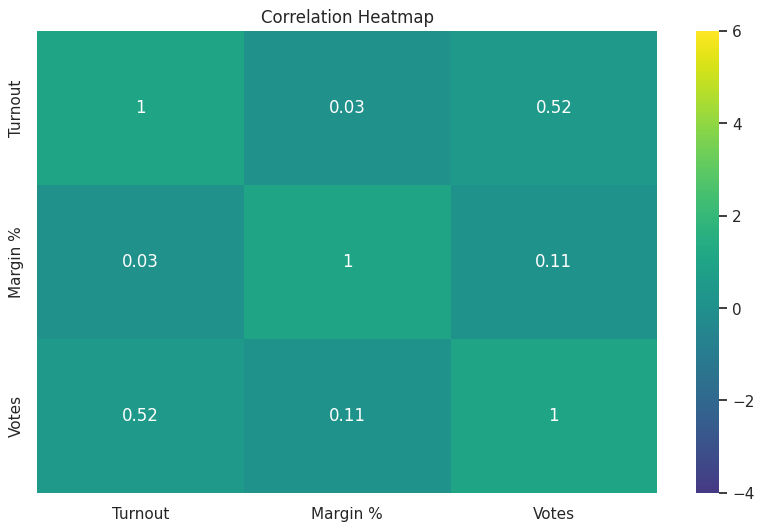 Correlation Heatmap
Turnout
1
0.03
0.52
Margin %
0.03
1
0.11
Votes
0.52
0.11
1
Turnout
Margin %
Votes
6
4
2
0
−2
−4